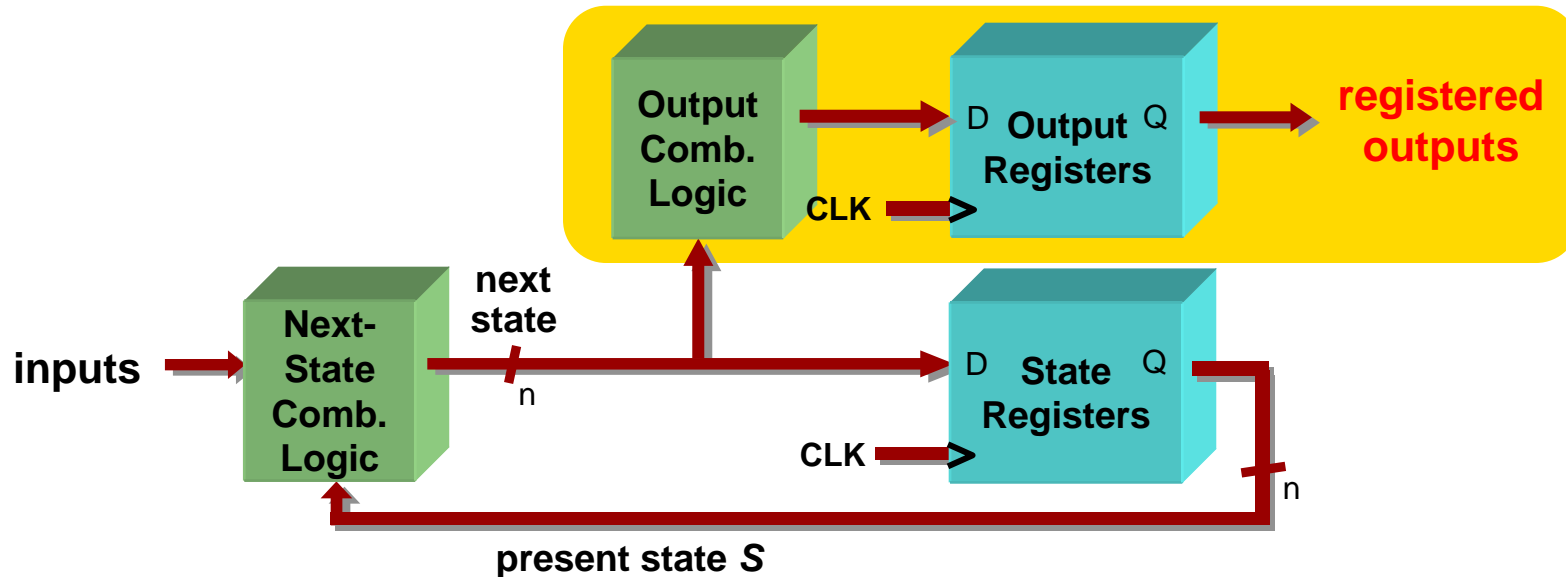 Output
Comb.
Logic
D
Output
Registers
Q
CLK
registered
outputs
inputs
Next-
State
Comb.
Logic
next
state
n
D
State
Registers
Q
CLK
n
present state S